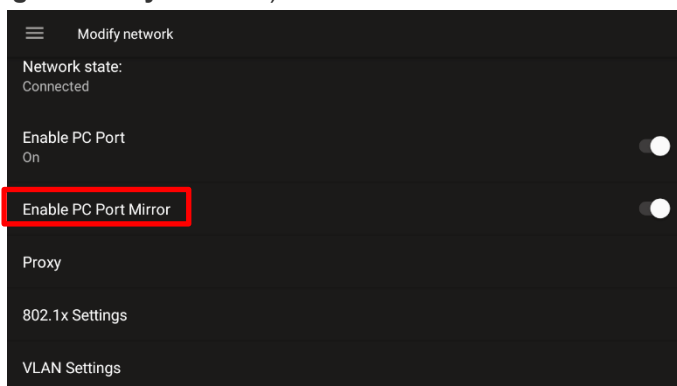 Modify network
Network state:
Connected
Enable PC Port
On
Enable PC Port Mirror
Proxy
802.1x Settings
VLAN Settings